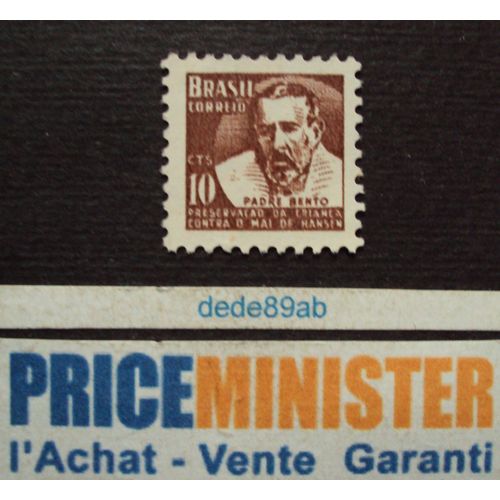 BRASIL
CORREIO
CTS
10
PADRE BENTO
PRESERVAÇÃO DA CRIANÇA
CONTRA O MAL DE HANSEN
dede89ab
PRICEMINISTER
l'Achat - Vente Garanti